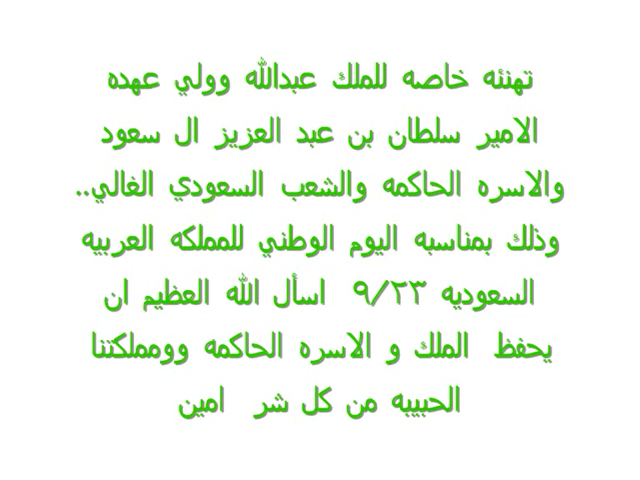 تهنئه خاصه للملك عبدالله وولي عهده
الامير سلطان بن عبد العزيز ال سعود
والاسره الحاكمه والشعب السعودي الغالي..
وذلك بمناسبه اليوم الوطني للمملكه العربيه
السعوديه ٩/٢٣ اسأل الله العظيم ان
يحفظ الملك و الاسره الحاكمه وومملكتنا
الحبيبه من كل شر امين